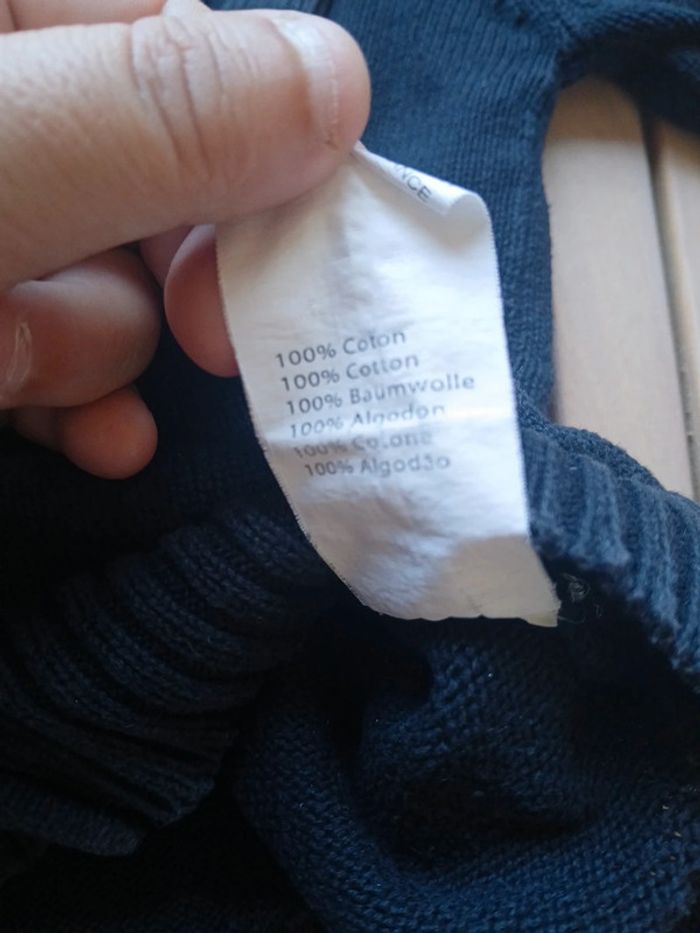 100% Coton
100% Cotton
100% Baumwolle
100% Algodon
100% Cotone
100% Algodão